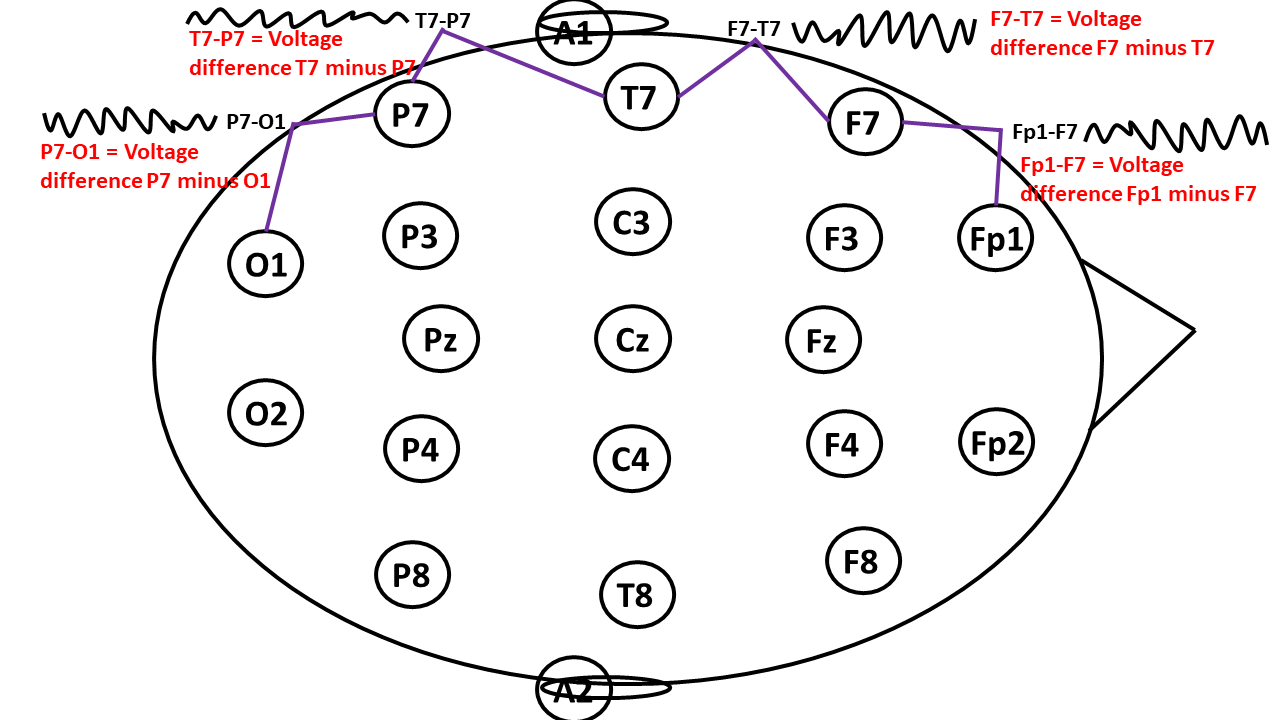 T7-P7
T7-P7 = Voltage
difference T7 minus P7
A1
F7-T7
F7-T7 = Voltage
difference F7 minus T7
P7-O1
P7-O1 = Voltage
difference P7 minus O1
P7
T7
F7
Fp1-F7
Fp1-F7 = Voltage
difference Fp1 minus F7
O1
P3
C3
F3
Fp1
Pz
Cz
Fz
O2
P4
C4
F4
Fp2
P8
T8
F8
A2